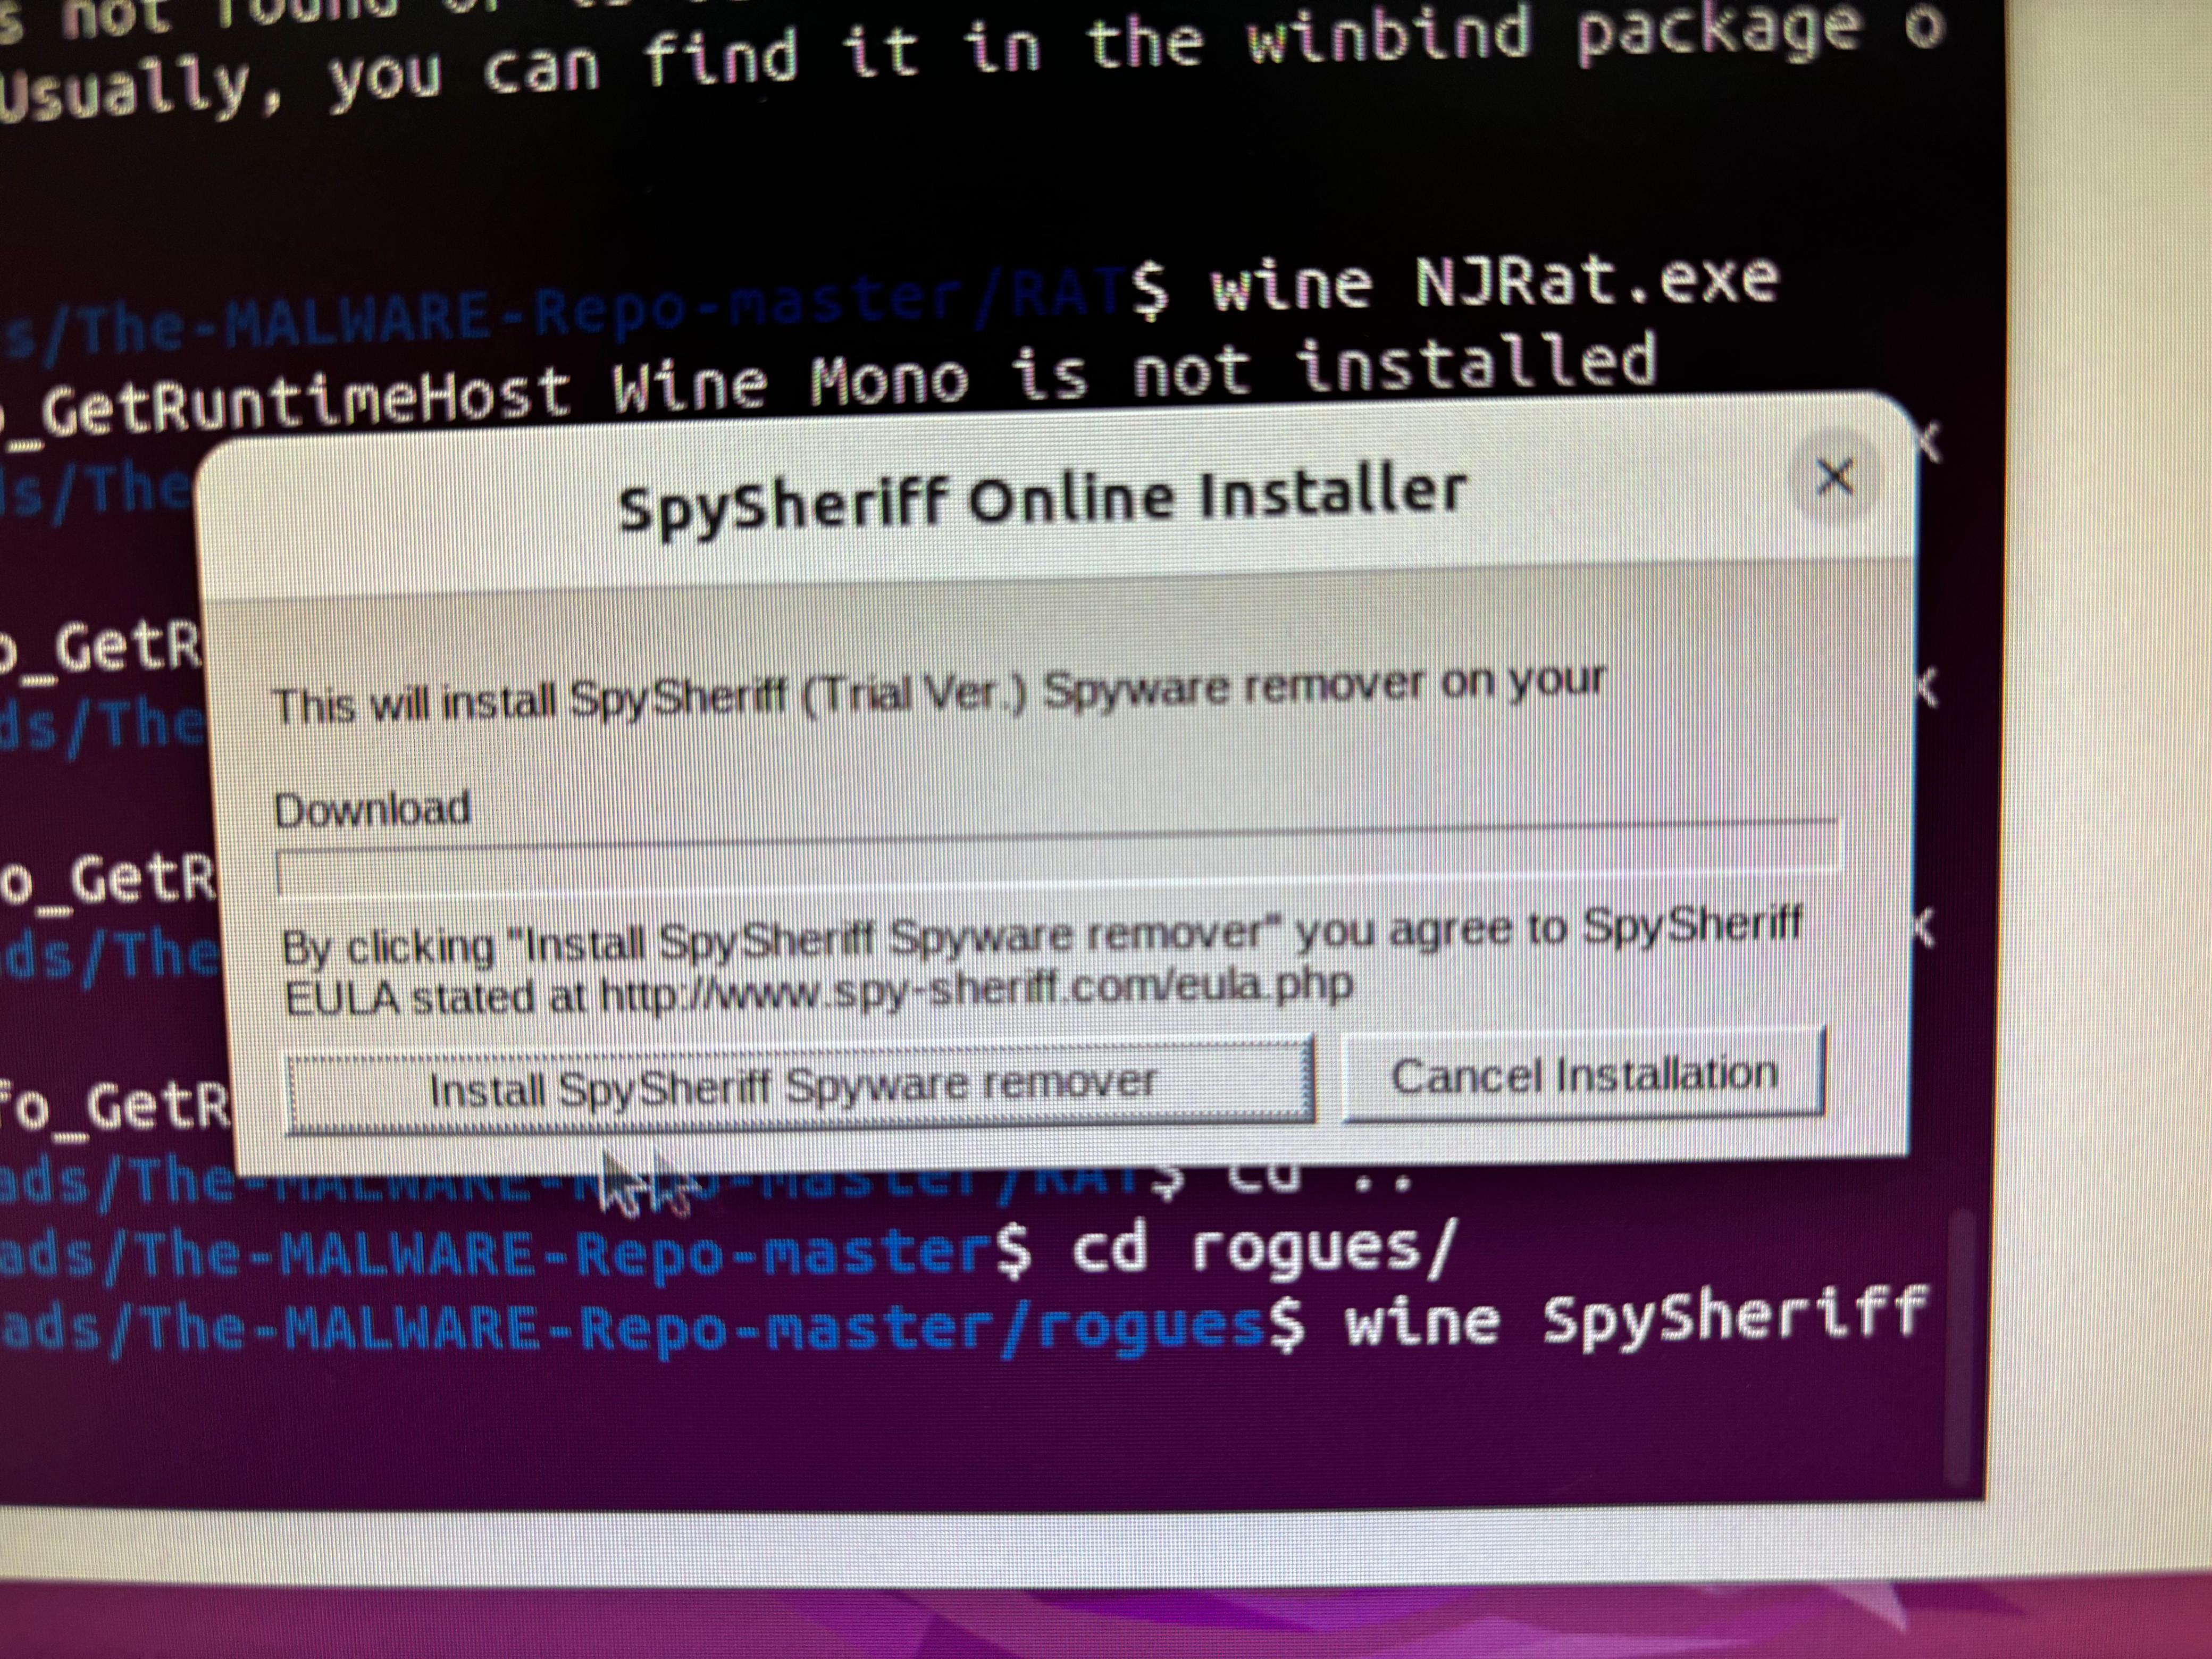 s not found or
Usually, you can find it in the winbind package o
s/The-MALWARE-Repo-master/RAT$ wine NJRat.exe
o_GetRuntimeHost Wine Mono is not installed
ds/The
SpySheriff Online Installer
o_GetR
This will install SpySheriff (Trial Ver.) Spyware remover on your
ds/The
Download
o_GetR
By clicking "Install SpySheriff Spyware remover" you agree to SpySheriff
ds/The
EULA stated at http://www.spy-sheriff.com/eula.php
Install SpySheriff Spyware remover
Cancel Installation
fo_GetR
ads/The-MALWARE-Repo-master/RAT$ cd ..
ads/The-MALWARE-Repo-master$ cd rogues/
ads/The-MALWARE-Repo-master/rogues$ wine SpySheriff